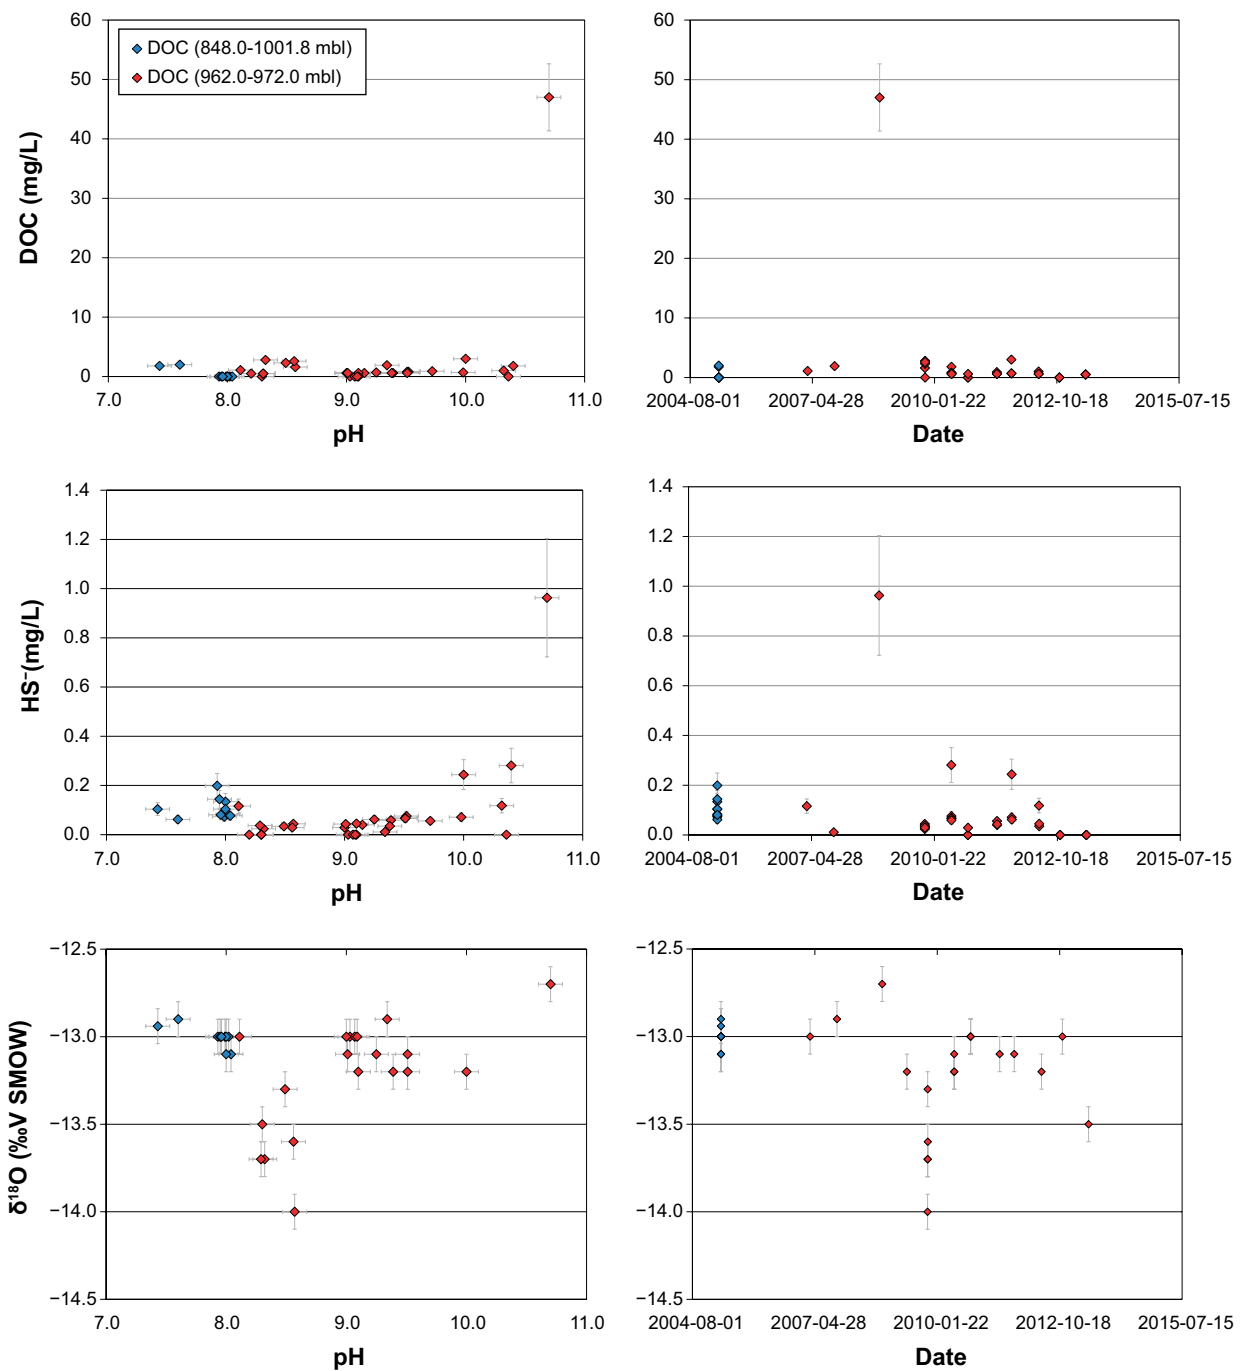 60
50
40
30
20
10
0
DOC (mg/L)
DOC (848.0-1001.8 mbl)
DOC (962.0-972.0 mbl)
7.0 8.0 9.0 10.0 11.0
pH
60
50
40
30
20
10
0
2004-08-01 2007-04-28 2010-01-22 2012-10-18 2015-07-15
Date
1.4
1.2
1.0
0.8
0.6
0.4
0.2
0.0
HS⁻(mg/L)
7.0 8.0 9.0 10.0 11.0
pH
1.4
1.2
1.0
0.8
0.6
0.4
0.2
0.0
2004-08-01 2007-04-28 2010-01-22 2012-10-18 2015-07-15
Date
−12.5
−13.0
−13.5
−14.0
−14.5
δ¹⁸O (‰V SMOW)
7.0 8.0 9.0 10.0 11.0
pH
−12.5
−13.0
−13.5
−14.0
−14.5
2004-08-01 2007-04-28 2010-01-22 2012-10-18 2015-07-15
Date